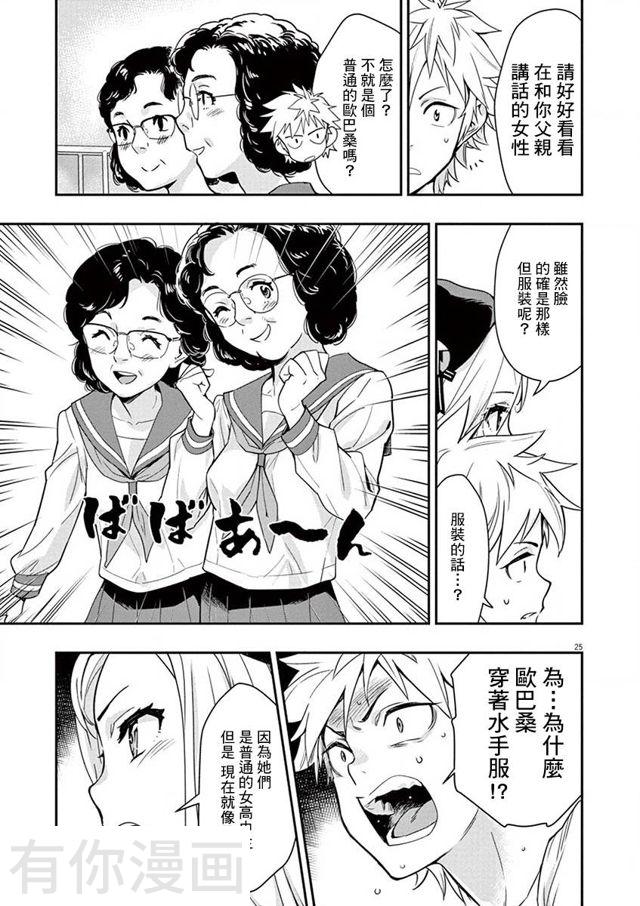 請好好看看
在和你父親
講話的女性
怎麼了？
不就是個
普通的歐巴桑嗎？
雖然臉
的確是那樣
但服裝呢？
ばばあ〜ん
服裝的話…？
25
為…為什麼
歐巴桑
穿著水手服!?
因為她們
是普通的女高中
但是 現在就像
有你漫画